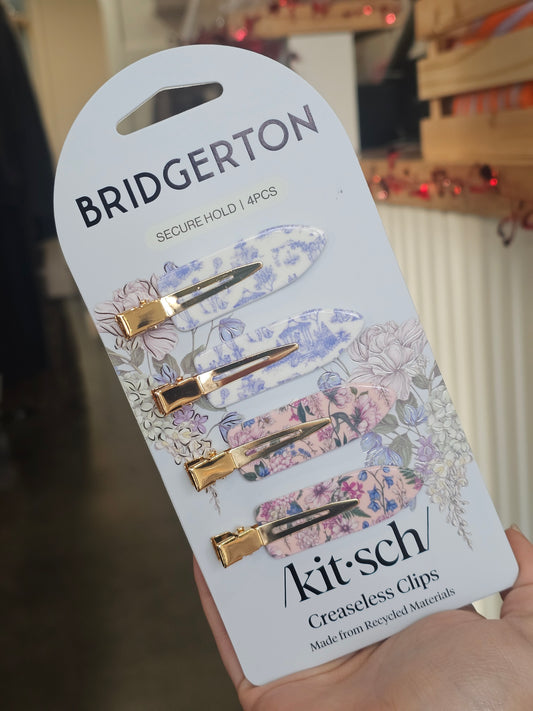 BRIDGERTON
SECURE HOLD | 4PCS
/kit·sch/
Creaseless Clips
Made from Recycled Materials